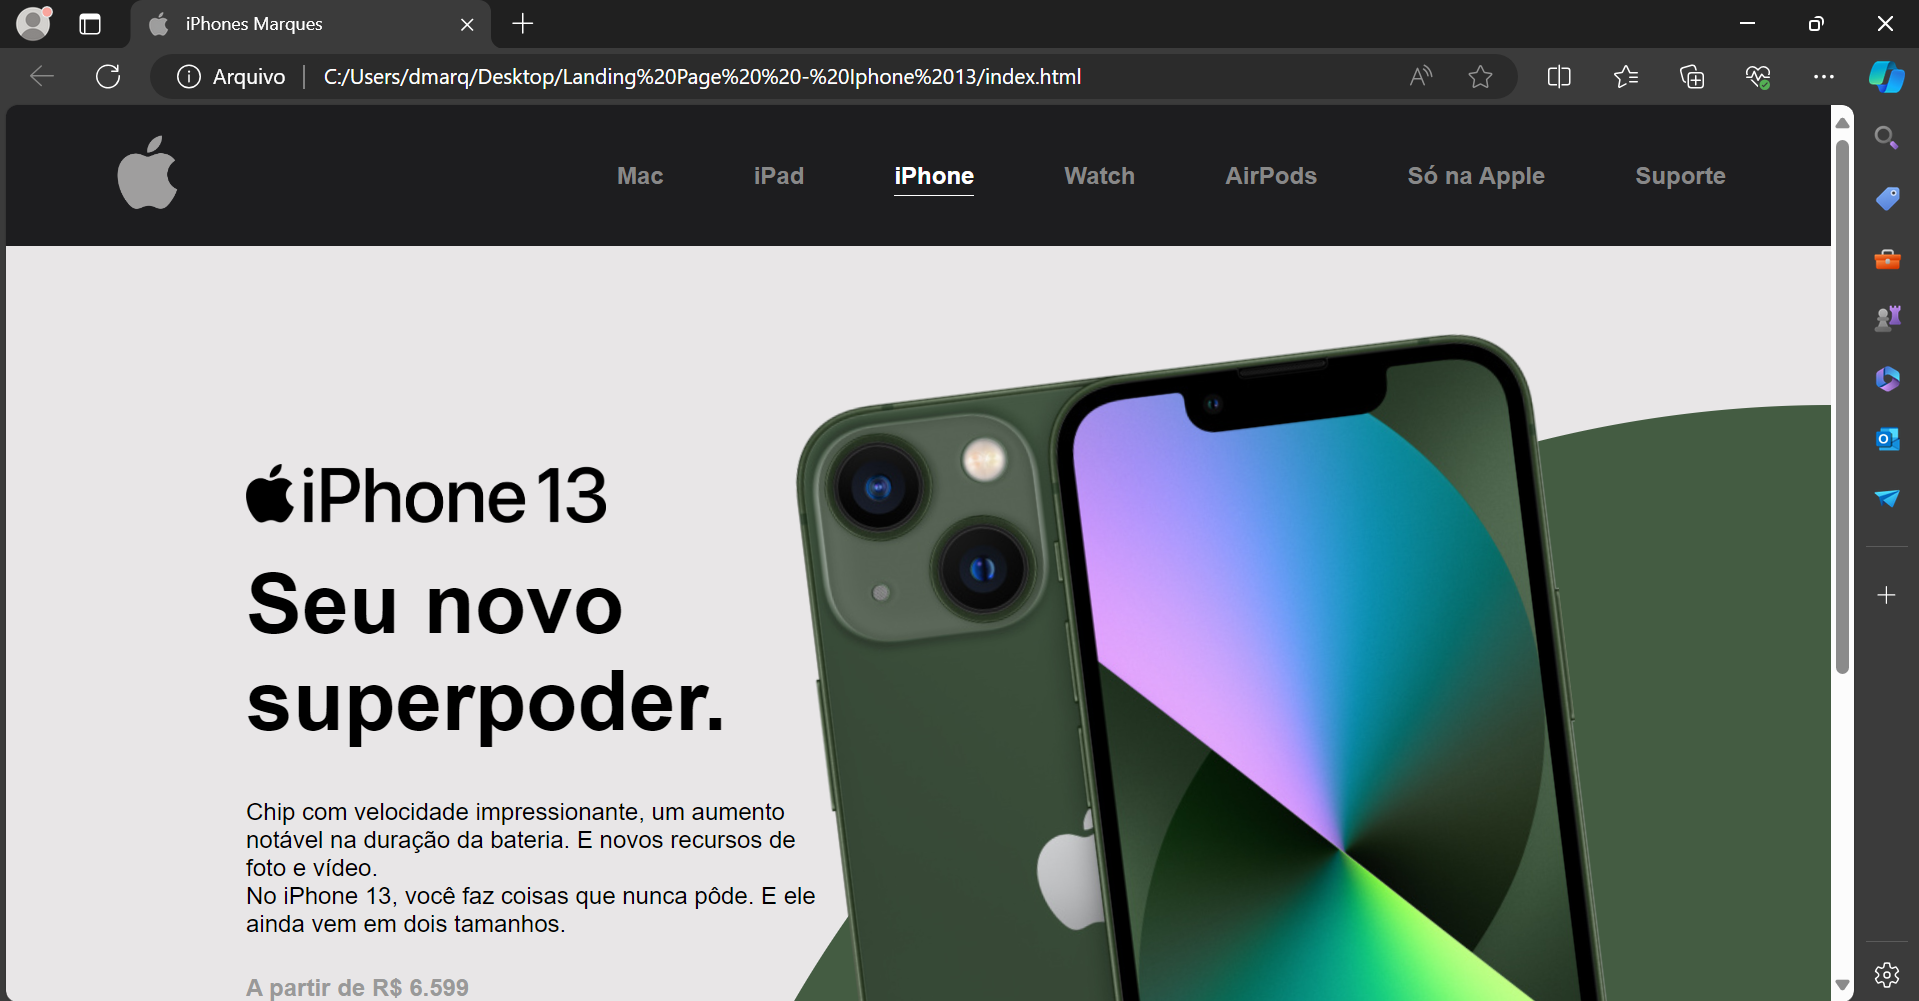 iPhones Marques
Arquivo
C:/Users/dmarq/Desktop/Landing%20Page%20%20-%20Iphone%2013/index.html
Mac iPad iPhone Watch AirPods Só na Apple Suporte
iPhone 13
Seu novo
superpoder.
Chip com velocidade impressionante, um aumento
notável na duração da bateria. E novos recursos de
foto e vídeo.
No iPhone 13, você faz coisas que nunca pôde. E ele
ainda vem em dois tamanhos.
A partir de R$ 6.599